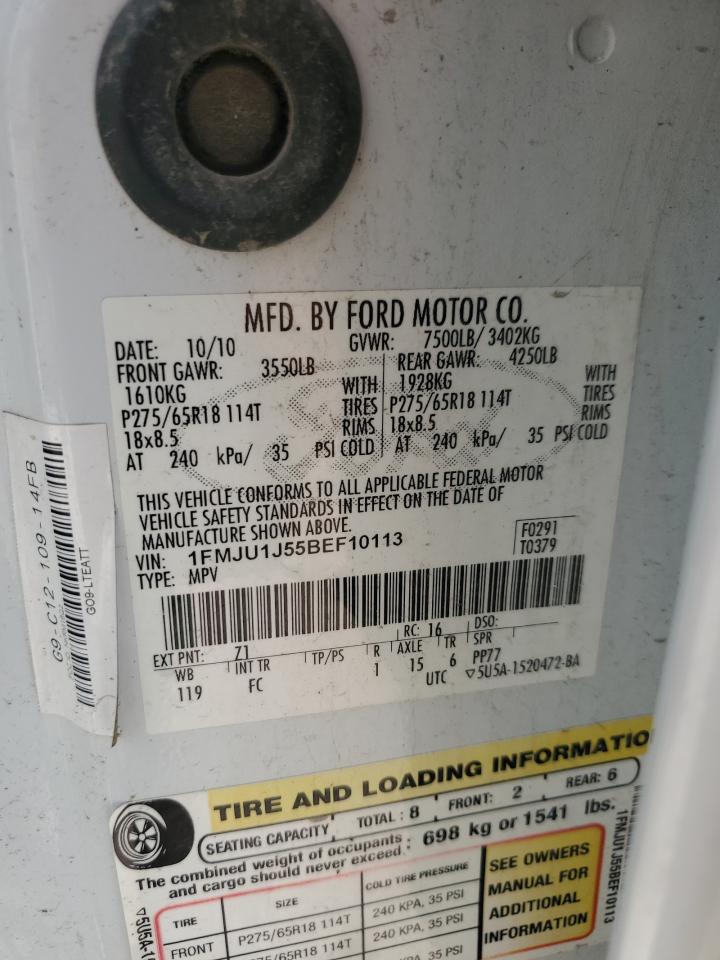 MFD. BY FORD MOTOR CO.
DATE: 10/10 GVWR: 7500LB/ 3402KG
FRONT GAWR: 3550LB REAR GAWR: 4250LB
1610KG WITH 1928KG WITH
P275/65R18 114T TIRES P275/65R18 114T TIRES
18x8.5 RIMS 18x8.5 RIMS
AT 240 kPa/ 35 PSI COLD AT 240 kPa/ 35 PSI COLD
THIS VEHICLE CONFORMS TO ALL APPLICABLE FEDERAL MOTOR
VEHICLE SAFETY STANDARDS IN EFFECT ON THE DATE OF
MANUFACTURE SHOWN ABOVE.
VIN: 1FMJU1J55BEF10113 F0291
TYPE: MPV T0379
EXT PNT: Z1 RC: 16 DSO:
WB INT TR TP/PS R AXLE TR SPR
119 FC 1 15 6 PP77
UTC ▽5U5A-1520472-BA
G9-C12-109-14FB
GO9-LTEATT
TIRE AND LOADING INFORMATIO
SEATING CAPACITY TOTAL: 8 FRONT: 2 REAR: 6
The combined weight of occupants
and cargo should never exceed: 698 kg or 1541 lbs.
TIRE SIZE COLD TIRE PRESSURE
FRONT P275/65R18 114T 240 KPA, 35 PSI
75/65R18 114T 240 KPA, 35 PSI
SEE OWNERS
MANUAL FOR
ADDITIONAL
INFORMATION
1FMJU1J55BEF10113
▽5U5A-15